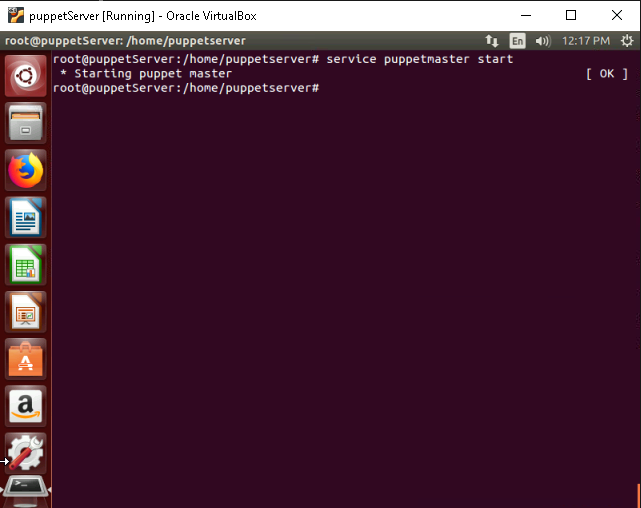 puppetServer [Running] - Oracle VirtualBox
root@puppetServer: /home/puppetserver
En
12:17 PM
root@puppetServer:/home/puppetserver# service puppetmaster start
* Starting puppet master [ OK ]
root@puppetServer:/home/puppetserver#